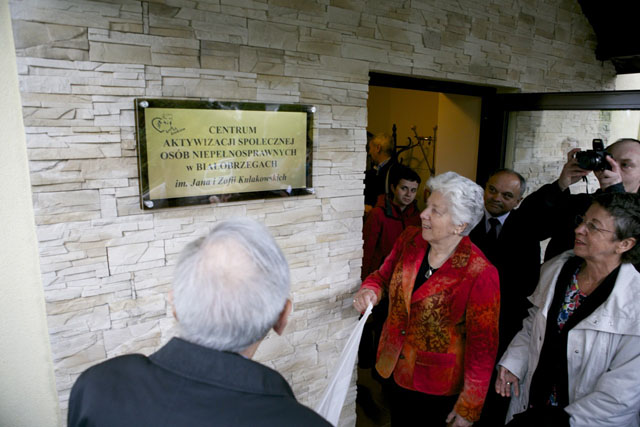 CENTRUM
AKTYWIZACJI SPOŁECZNEJ
OSÓB NIEPEŁNOSPRAWNYCH
w BIAŁOBRZEGACH
im. Jana i Zofii Kułakowskich